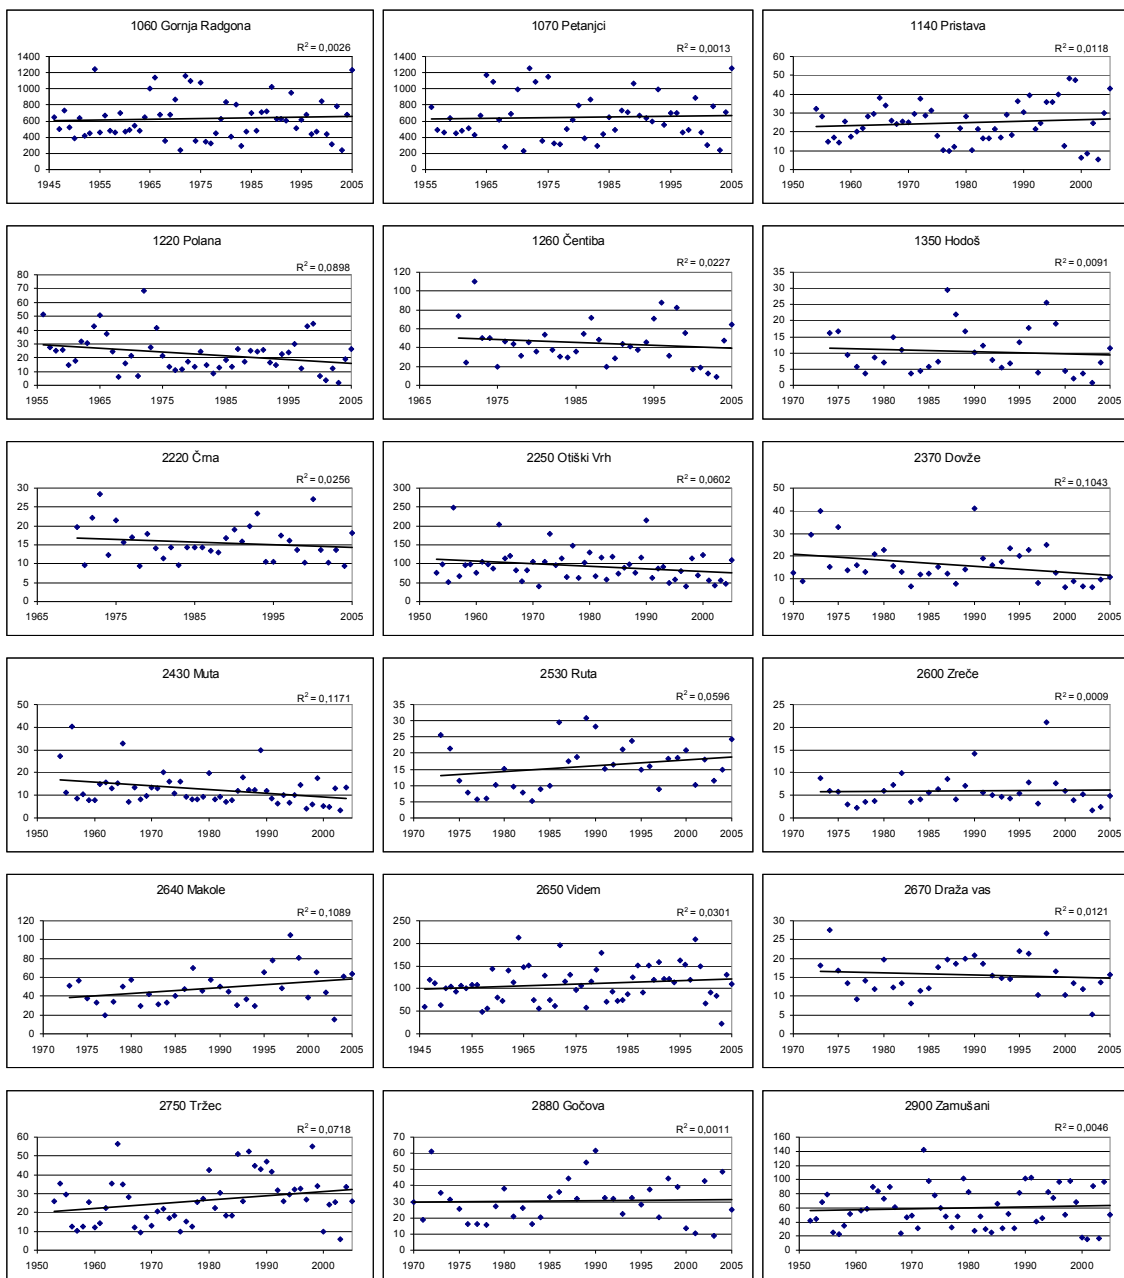 1060 Gornja Radgona
R² = 0,0026
1400
1200
1000
800
600
400
200
0
1945 1955 1965 1975 1985 1995 2005
1070 Petanjci
R² = 0,0013
1400
1200
1000
800
600
400
200
0
1955 1965 1975 1985 1995 2005
1140 Pristava
R² = 0,0118
60
50
40
30
20
10
0
1950 1960 1970 1980 1990 2000
1220 Polana
R² = 0,0898
80
70
60
50
40
30
20
10
0
1955 1965 1975 1985 1995 2005
1260 Čentiba
R² = 0,0227
120
100
80
60
40
20
0
1965 1975 1985 1995 2005
1350 Hodoš
R² = 0,0091
35
30
25
20
15
10
5
0
1970 1975 1980 1985 1990 1995 2000 2005
2220 Črna
R² = 0,0256
30
25
20
15
10
5
0
1965 1975 1985 1995 2005
2250 Otiški Vrh
R² = 0,0602
300
250
200
150
100
50
0
1950 1960 1970 1980 1990 2000
2370 Dovže
R² = 0,1043
50
40
30
20
10
0
1970 1975 1980 1985 1990 1995 2000 2005
2430 Muta
R² = 0,1171
50
40
30
20
10
0
1950 1960 1970 1980 1990 2000
2530 Ruta
R² = 0,0596
35
30
25
20
15
10
5
0
1970 1975 1980 1985 1990 1995 2000 2005
2600 Zreče
R² = 0,0009
25
20
15
10
5
0
1970 1975 1980 1985 1990 1995 2000 2005
2640 Makole
R² = 0,1089
120
100
80
60
40
20
0
1970 1975 1980 1985 1990 1995 2000 2005
2650 Videm
R² = 0,0301
250
200
150
100
50
0
1945 1955 1965 1975 1985 1995 2005
2670 Draža vas
R² = 0,0121
30
25
20
15
10
5
0
1970 1975 1980 1985 1990 1995 2000 2005
2750 Tržec
R² = 0,0718
60
50
40
30
20
10
0
1950 1960 1970 1980 1990 2000
2880 Gočova
R² = 0,0011
70
60
50
40
30
20
10
0
1970 1975 1980 1985 1990 1995 2000 2005
2900 Zamušani
R² = 0,0046
160
140
120
100
80
60
40
20
0
1950 1960 1970 1980 1990 2000